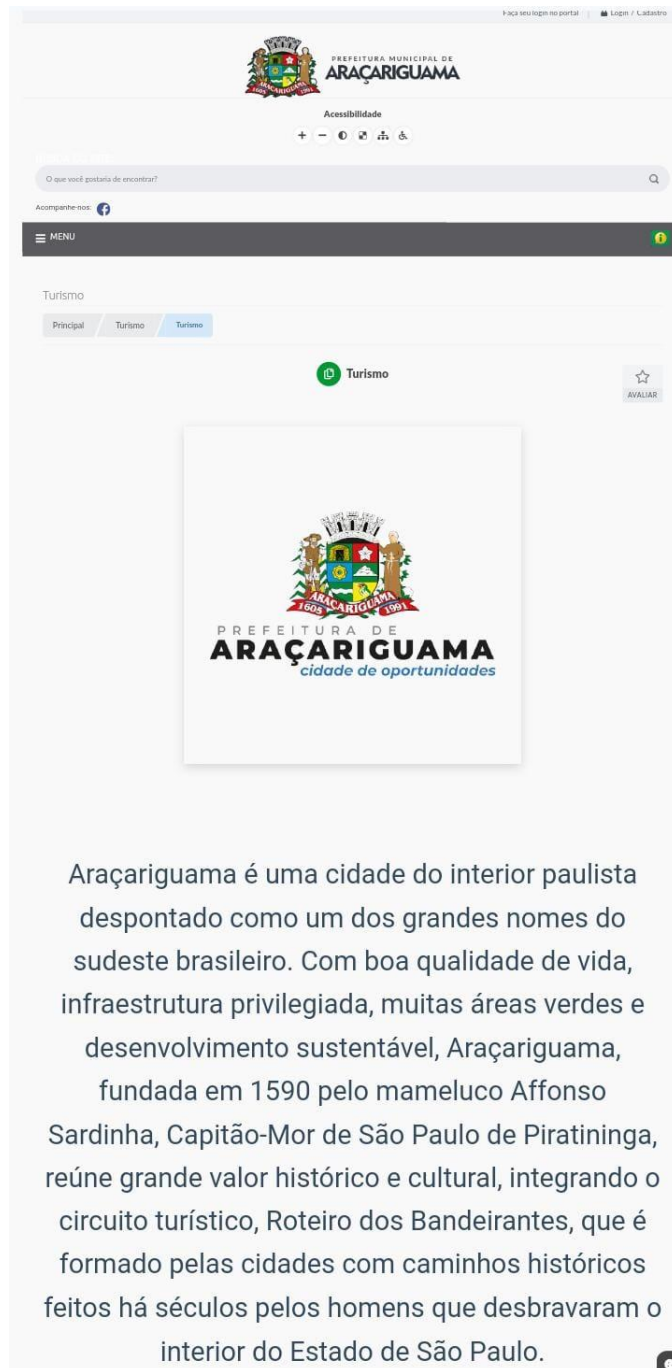 Faça seu login no portal | Login / Cadastro
PREFEITURA MUNICIPAL DE
ARAÇARIGUAMA
Acessibilidade
O que você gostaria de encontrar?
Acompanhe-nos:
MENU
Turismo
Principal Turismo Turismo
Turismo
AVALIAR
ARAÇARIGUAMA
1605 1991
PREFEITURA DE
ARAÇARIGUAMA
cidade de oportunidades
Araçariguama é uma cidade do interior paulista
despontado como um dos grandes nomes do
sudeste brasileiro. Com boa qualidade de vida,
infraestrutura privilegiada, muitas áreas verdes e
desenvolvimento sustentável, Araçariguama,
fundada em 1590 pelo mameluco Affonso
Sardinha, Capitão-Mor de São Paulo de Piratininga,
reúne grande valor histórico e cultural, integrando o
circuito turístico, Roteiro dos Bandeirantes, que é
formado pelas cidades com caminhos históricos
feitos há séculos pelos homens que desbravaram o
interior do Estado de São Paulo.